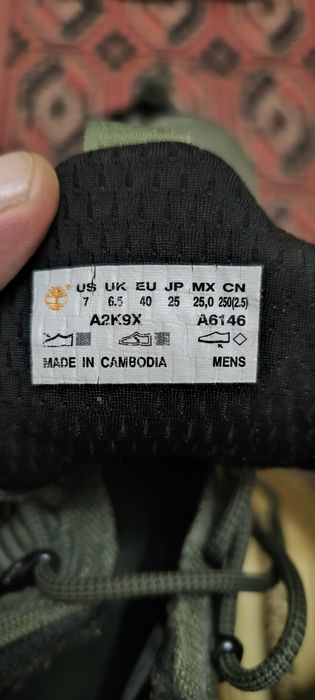 US UK EU JP MX CN
7 6.5 40 25 25,0 250(2.5)
A2K9X A6146
MADE IN CAMBODIA MENS